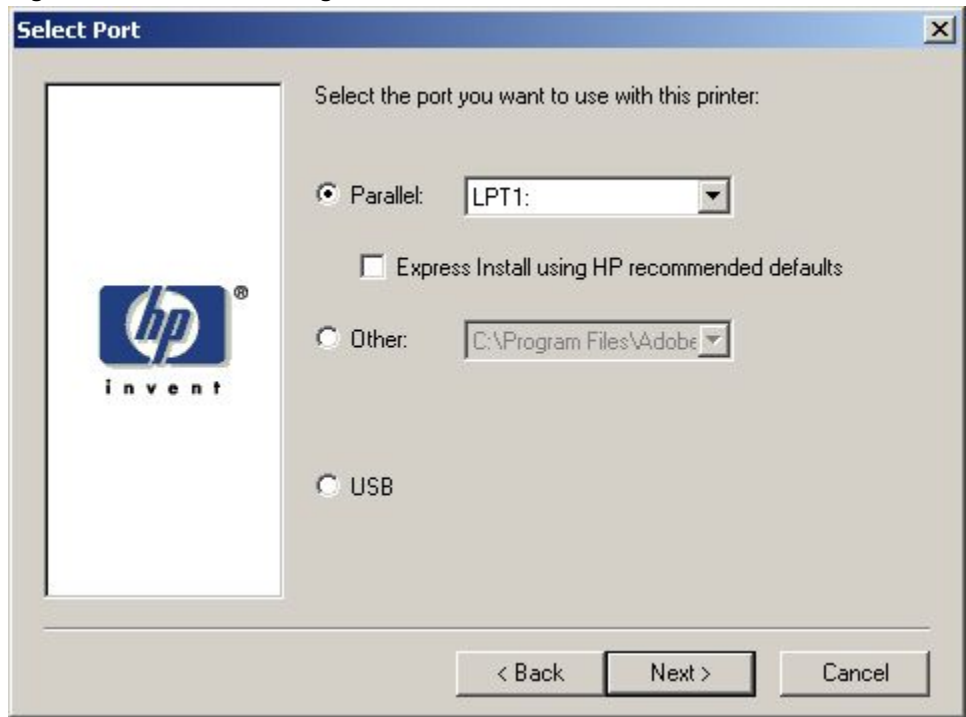 Select Port
Select the port you want to use with this printer:
Parallel: LPT1:
Express Install using HP recommended defaults
Other: C:\Program Files\Adobe
USB
hp ®
invent
< Back Next > Cancel